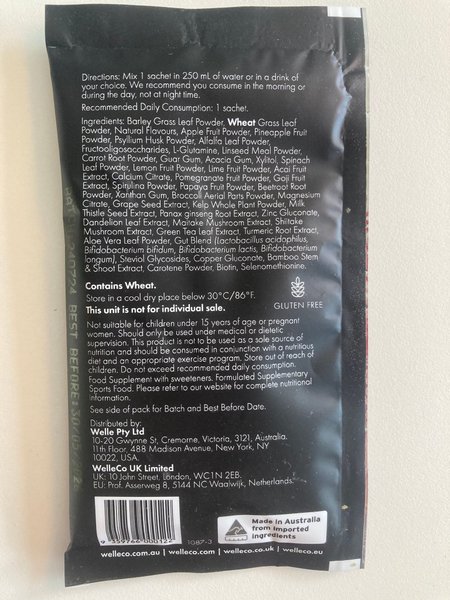 Directions: Mix 1 sachet in 250 mL of water or in a drink of
your choice. We recommend you consume in the morning or
during the day, not at night time.
Recommended Daily Consumption: 1 sachet.
Ingredients: Barley Grass Leaf Powder, Wheat Grass Leaf
Powder, Natural Flavours, Apple Fruit Powder, Pineapple Fruit
Powder, Psyllium Husk Powder, Alfalfa Leaf Powder,
Fructooligosaccharides, L-Glutamine, Linseed Meal Powder,
Carrot Root Powder, Guar Gum, Acacia Gum, Xylitol, Spinach
Leaf Powder, Lemon Fruit Powder, Lime Fruit Powder, Acai Fruit
Extract, Calcium Citrate, Pomegranate Fruit Powder, Goji Fruit
Extract, Spirulina Powder, Papaya Fruit Powder, Beetroot Root
Powder, Xanthan Gum, Broccoli Aerial Parts Powder, Magnesium
Citrate, Grape Seed Extract, Kelp Whole Plant Powder, Milk
Thistle Seed Extract, Panax ginseng Root Extract, Zinc Gluconate,
Dandelion Leaf Extract, Maitake Mushroom Extract, Shiitake
Mushroom Extract, Green Tea Leaf Extract, Turmeric Root Extract,
Aloe Vera Leaf Powder, Gut Blend (Lactobacillus acidophilus,
Bifidobacterium bifidum, Bifidobacterium lactis, Bifidobacterium
longum), Steviol Glycosides, Copper Gluconate, Bamboo Stem
& Shoot Extract, Carotene Powder, Biotin, Selenomethionine.
Contains Wheat.
Store in a cool dry place below 30°C/86°F.
This unit is not for individual sale.
GLUTEN FREE
Not suitable for children under 15 years of age or pregnant
women. Should only be used under medical or dietetic
supervision. This product is not to be used as a sole source of
nutrition and should be consumed in conjunction with a nutritious
diet and an appropriate exercise program. Store out of reach of
children. Do not exceed recommended daily consumption.
Food Supplement with sweeteners. Formulated Supplementary
Sports Food. Please refer to our website for complete nutritional
information.
See side of pack for Batch and Best Before Date.
Distributed by:
Welle Pty Ltd
10-20 Gwynne St, Cremorne, Victoria, 3121, Australia.
11th Floor, 488 Madison Avenue, New York, NY
10022, USA.
WelleCo UK Limited
UK: 10 John Street, London, WC1N 2EB.
EU: Prof. Asserweg 8, 5144 NC Waalwijk, Netherlands.
9 359766 000122
1087-3
Made in Australia
from imported
ingredients
welleco.com.au | welleco.com | welleco.co.uk | welleco.eu
BEST BEFORE: